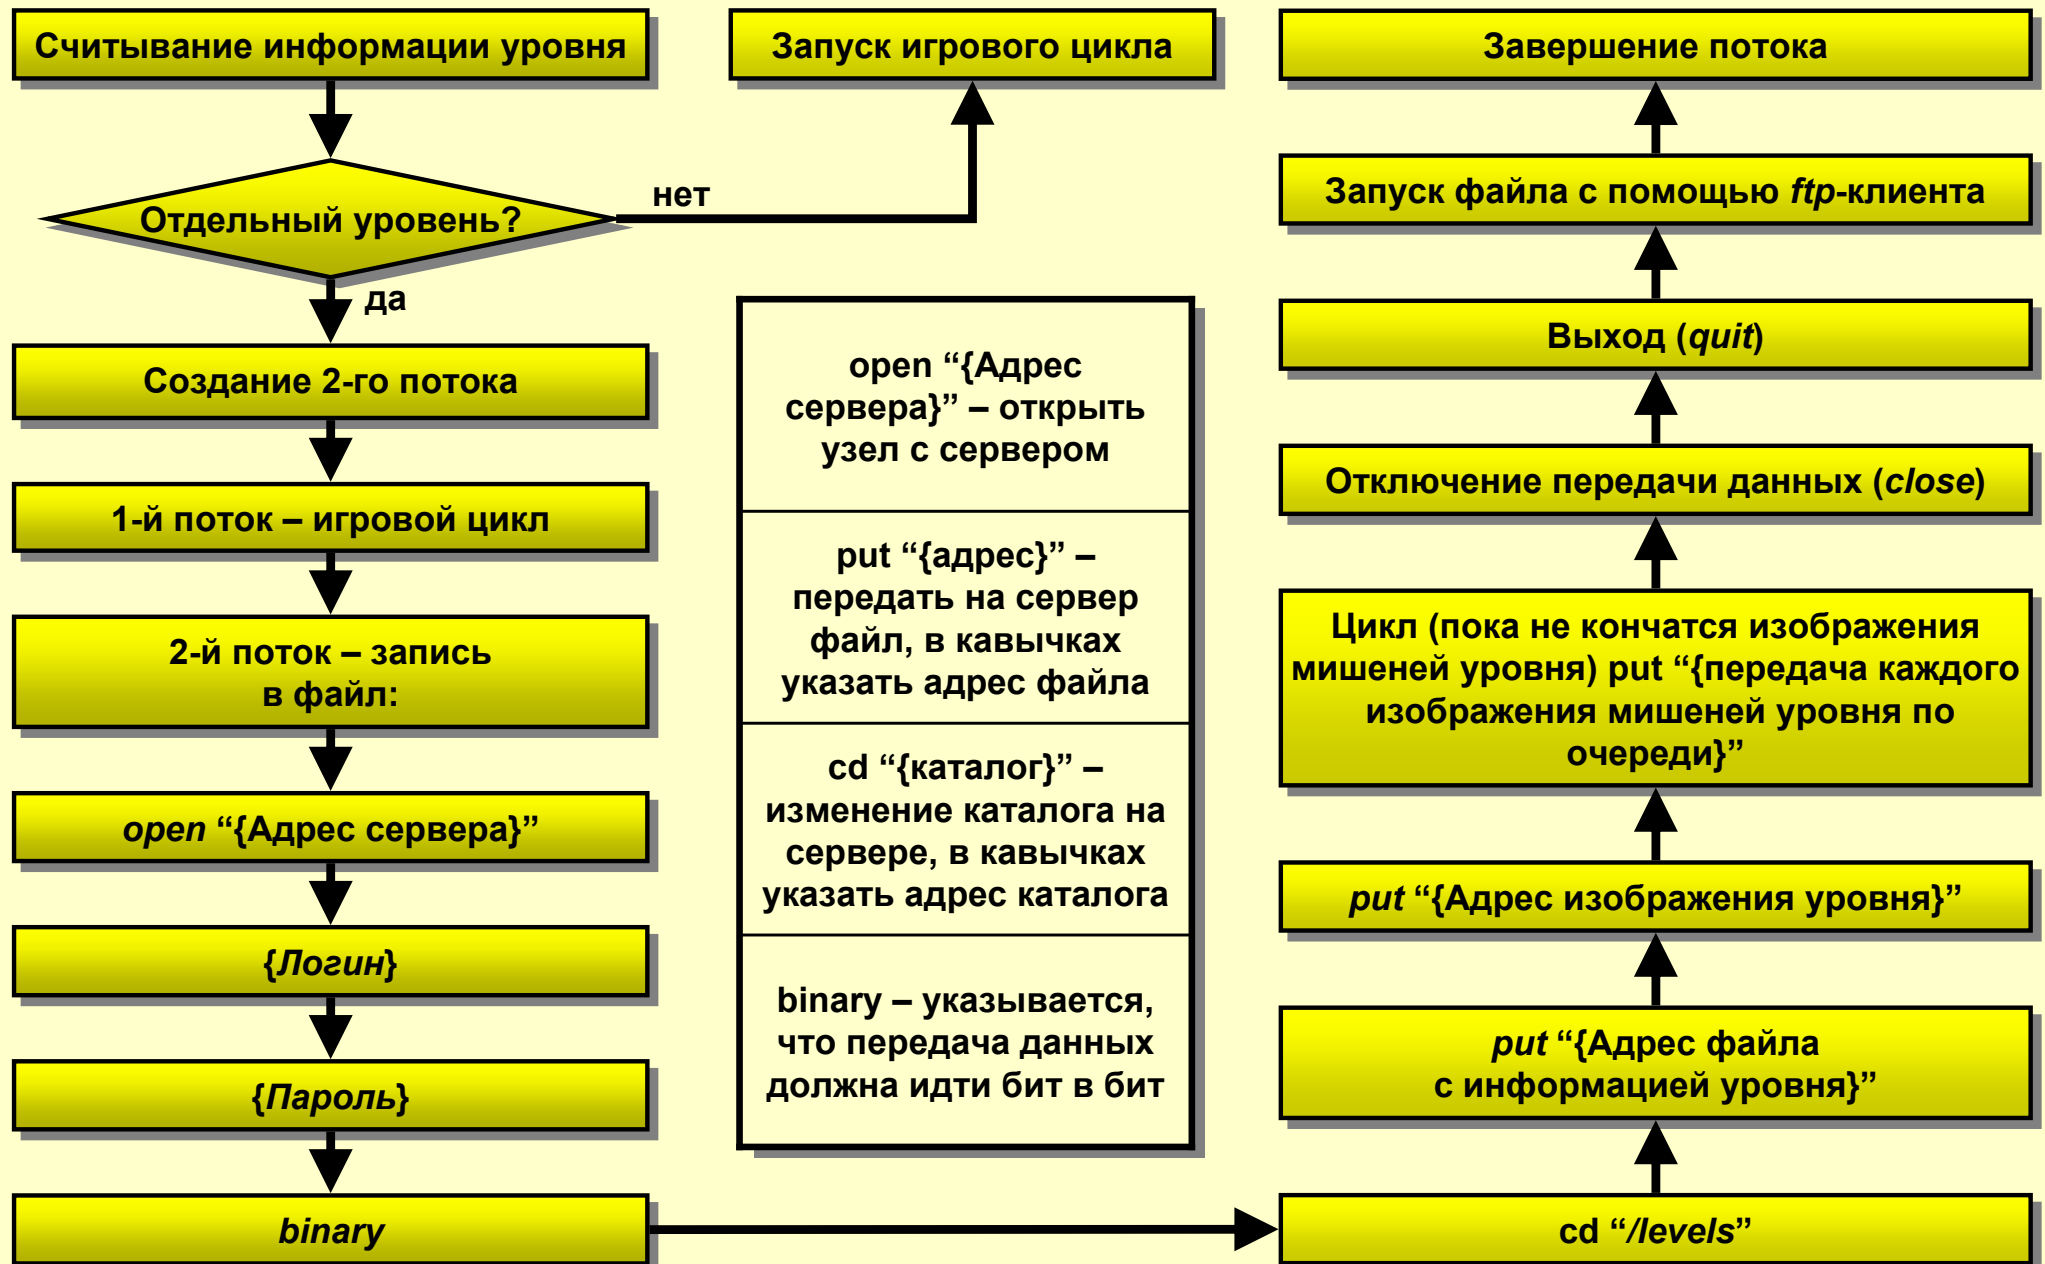 Считывание информации уровня
Отдельный уровень?
нет
да
Запуск игрового цикла
Создание 2-го потока
1-й поток – игровой цикл
2-й поток – запись
в файл:
open “{Адрес сервера}”
{Логин}
{Пароль}
binary
open “{Адрес
сервера}” – открыть
узел с сервером
put “{адрес}” –
передать на сервер
файл, в кавычках
указать адрес файла
cd “{каталог}” –
изменение каталога на
сервере, в кавычках
указать адрес каталога
binary – указывается,
что передача данных
должна идти бит в бит
Завершение потока
Запуск файла с помощью ftp-клиента
Выход (quit)
Отключение передачи данных (close)
Цикл (пока не кончатся изображения
мишеней уровня) put “{передача каждого
изображения мишеней уровня по
очереди}”
put “{Адрес изображения уровня}”
put “{Адрес файла
с информацией уровня}”
cd “/levels”